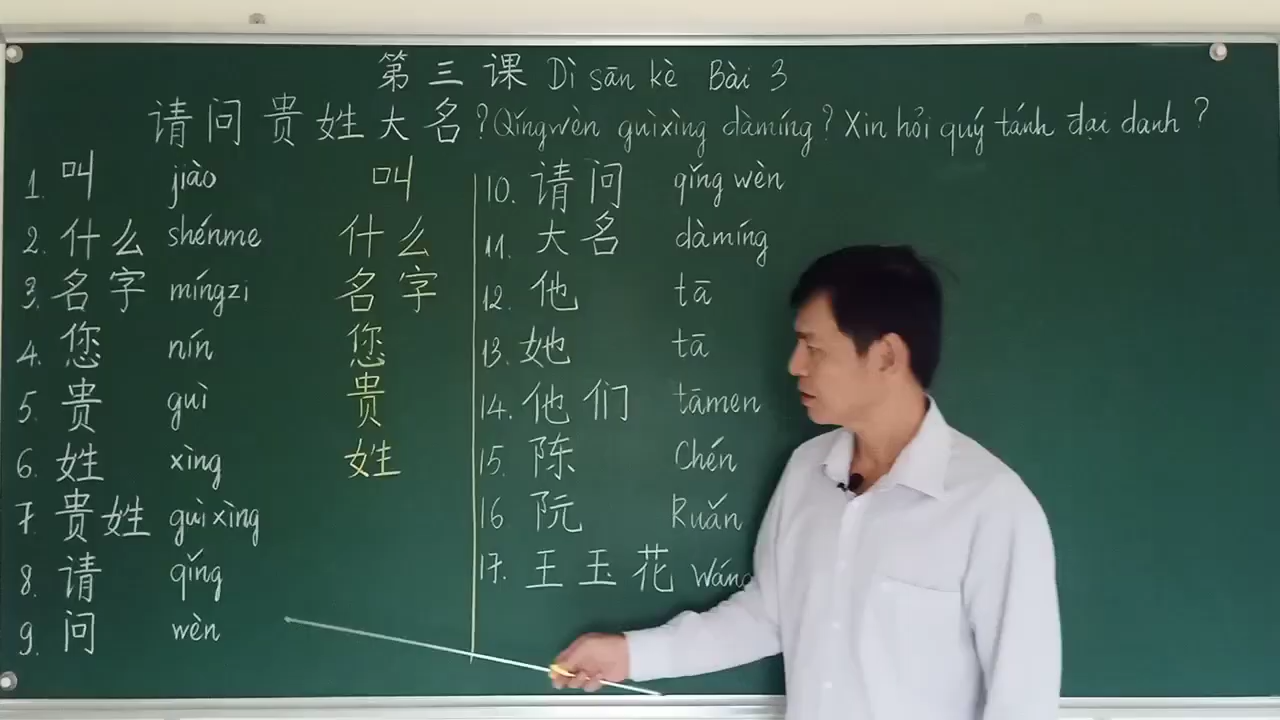 第三课 Dì sān kè Bài 3
请问贵姓大名? Qǐngwèn guìxìng dàmíng? Xin hỏi quý tánh đại danh?
1. 叫 jiào 叫
2. 什么 shénme 什么
3. 名字 míngzi 名字
4. 您 nín 您
5. 贵 guì 贵
6. 姓 xìng 姓
7. 贵姓 guìxìng
8. 请 qǐng
9. 问 wèn
10. 请问 qǐng wèn
11. 大名 dàmíng
12. 他 tā
13. 她 tā
14. 他们 tāmen
15. 陈 Chén
16 阮 Ruǎn
17. 王玉花 Wáng